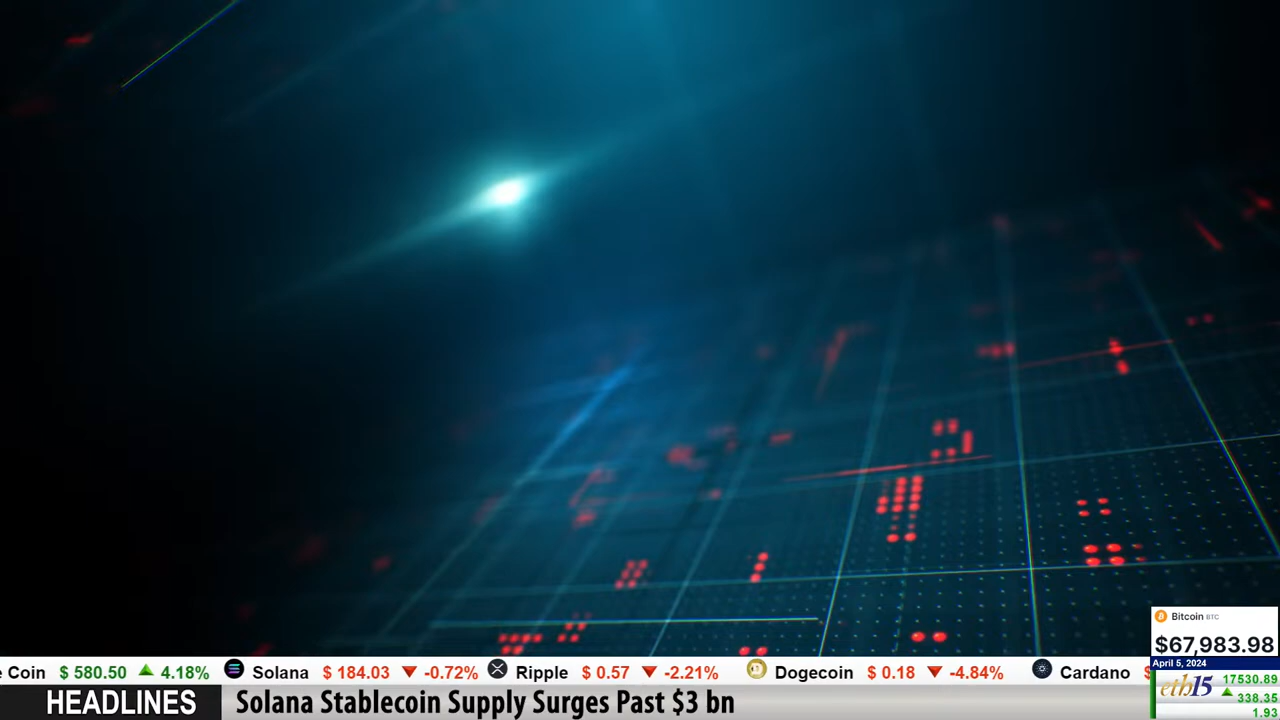 Bitcoin BTC
$67,983.98
April 5, 2024
e Coin $ 580.50 4.18% Solana $ 184.03 -0.72% Ripple $ 0.57 -2.21% Dogecoin $ 0.18 -4.84% Cardano $
eth15 17530.89
338.35
1.93
HEADLINES Solana Stablecoin Supply Surges Past $3 bn